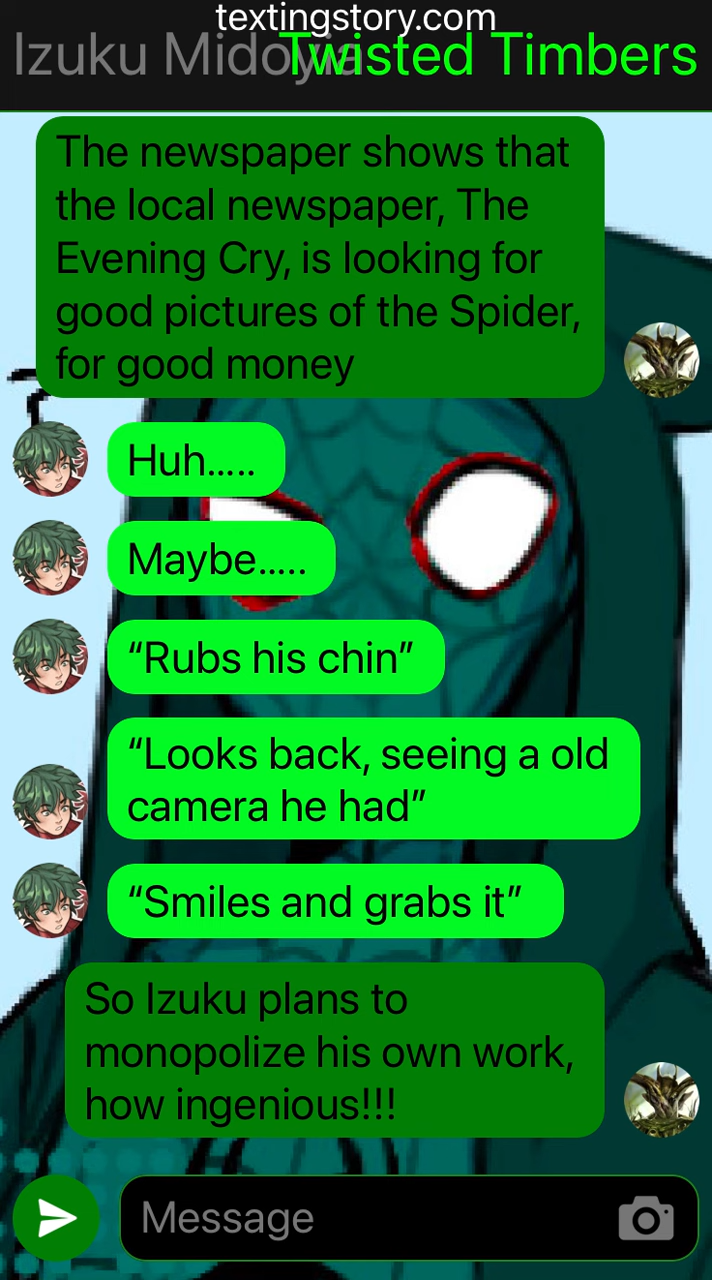 textingstory.com
Izuku Midoyia
Twisted Timbers
The newspaper shows that
the local newspaper, The
Evening Cry, is looking for
good pictures of the Spider,
for good money
Huh.....
Maybe.....
“Rubs his chin”
“Looks back, seeing a old
camera he had”
“Smiles and grabs it”
So Izuku plans to
monopolize his own work,
how ingenious!!!
Message